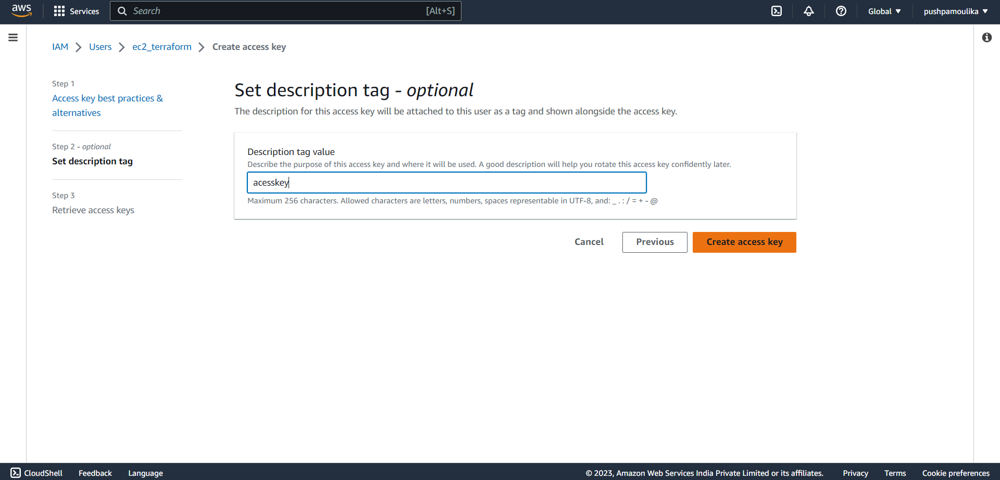 aws Services Search [Alt+S] Global pushpamoulika
IAM Users ec2_terraform Create access key
Step 1
Access key best practices &
alternatives
Step 2 - optional
Set description tag
Step 3
Retrieve access keys
Set description tag - optional
The description for this access key will be attached to this user as a tag and shown alongside the access key.
Description tag value
Describe the purpose of this access key and where it will be used. A good description will help you rotate this access key confidently later.
acesskey
Maximum 256 characters. Allowed characters are letters, numbers, spaces representable in UTF-8, and: _ . : / = + - @
Cancel Previous Create access key
CloudShell Feedback Language © 2023, Amazon Web Services India Private Limited or its affiliates. Privacy Terms Cookie preferences